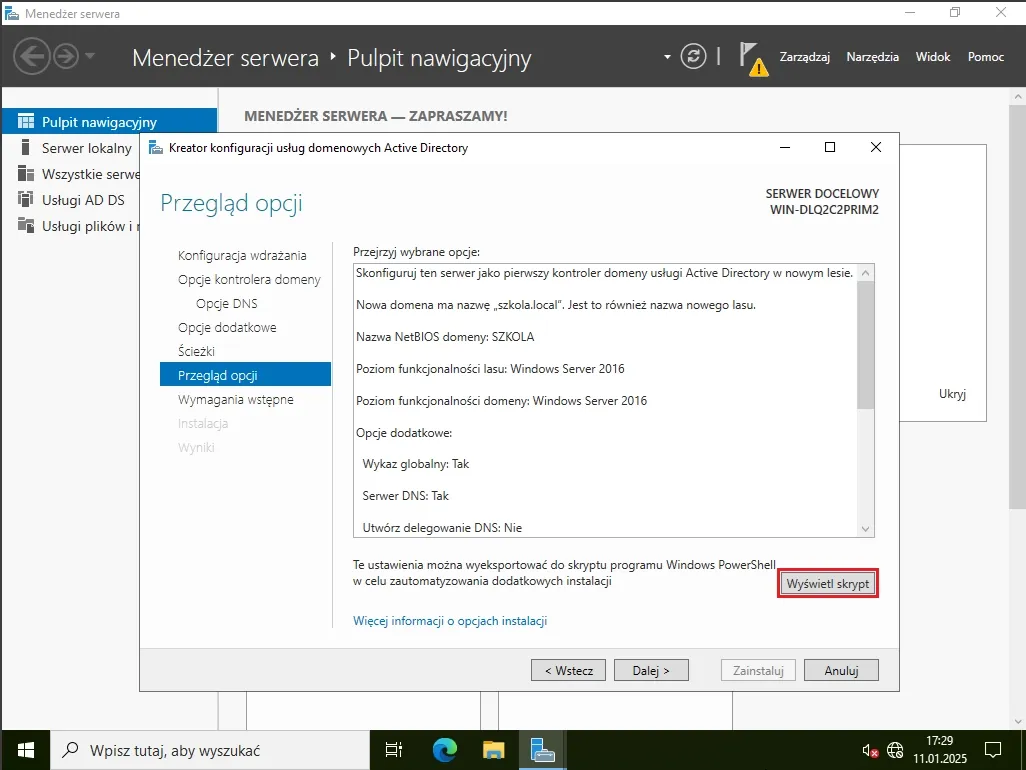 Menedżer serwera
Menedżer serwera ‣ Pulpit nawigacyjny
Zarządzaj Narzędzia Widok Pomoc
Pulpit nawigacyjny
Serwer lokalny
Wszystkie serwe
Usługi AD DS
Usługi plików i
MENEDŻER SERWERA — ZAPRASZAMY!
Ukryj
Kreator konfiguracji usług domenowych Active Directory
Przegląd opcji
SERWER DOCELOWY
WIN-DLQ2C2PRIM2
Konfiguracja wdrażania
Opcje kontrolera domeny
Opcje DNS
Opcje dodatkowe
Ścieżki
Przegląd opcji
Wymagania wstępne
Instalacja
Wyniki
Przejrzyj wybrane opcje:
Skonfiguruj ten serwer jako pierwszy kontroler domeny usługi Active Directory w nowym lesie.
Nowa domena ma nazwę „szkola.local”. Jest to również nazwa nowego lasu.
Nazwa NetBIOS domeny: SZKOLA
Poziom funkcjonalności lasu: Windows Server 2016
Poziom funkcjonalności domeny: Windows Server 2016
Opcje dodatkowe:
Wykaz globalny: Tak
Serwer DNS: Tak
Utwórz delegowanie DNS: Nie
Te ustawienia można wyeksportować do skryptu programu Windows PowerShell
w celu zautomatyzowania dodatkowych instalacji
Wyświetl skrypt
Więcej informacji o opcjach instalacji
< Wstecz Dalej > Zainstaluj Anuluj
Wpisz tutaj, aby wyszukać
17:29
11.01.2025